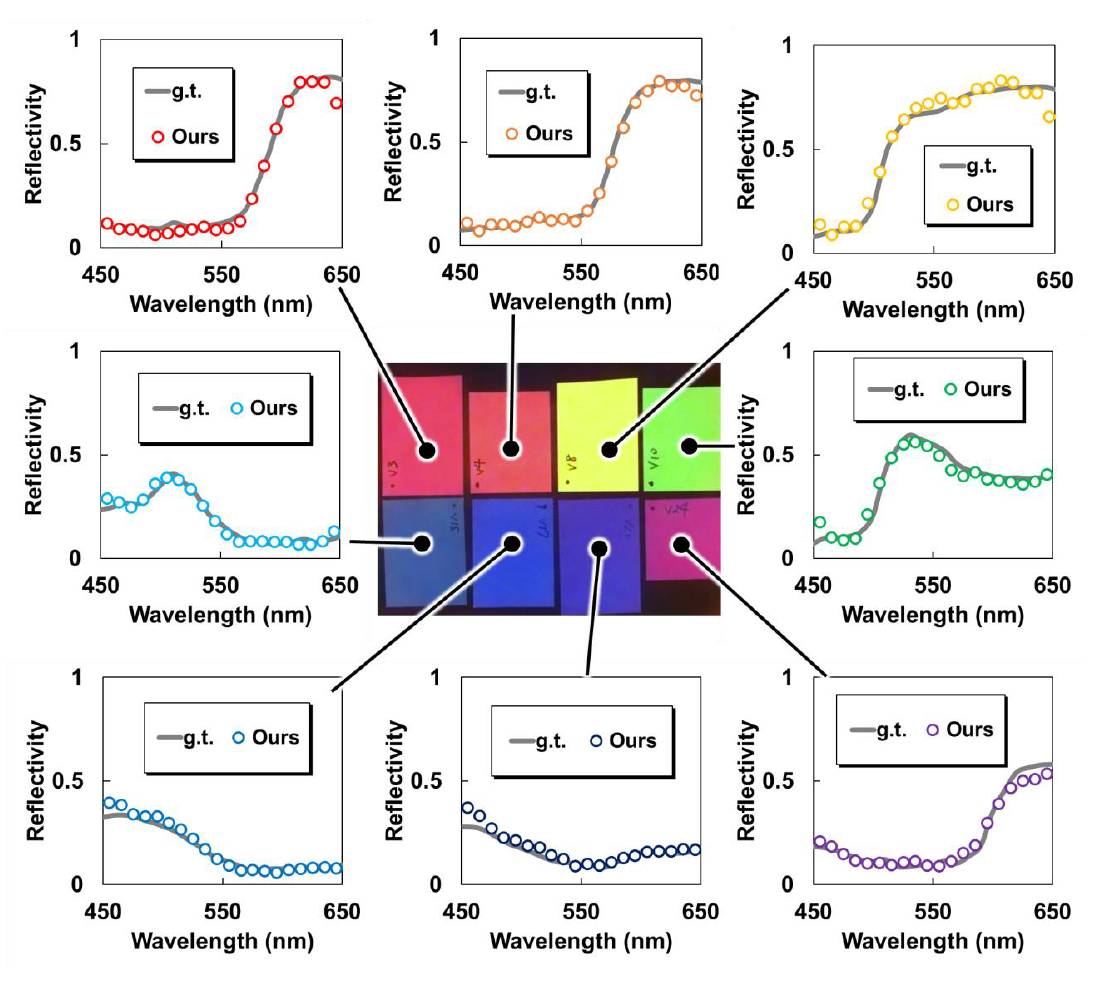 1
0.5
0
Reflectivity
g.t.
Ours
450 550 650
Wavelength (nm)
1
0.5
0
Reflectivity
g.t.
Ours
450 550 650
Wavelength (nm)
1
0.5
0
Reflectivity
g.t.
Ours
450 550 650
Wavelength (nm)
1
0.5
0
Reflectivity
g.t. Ours
450 550 650
Wavelength (nm)
V3
V4
V8
V10
1
0.5
0
Reflectivity
g.t. Ours
450 550 650
Wavelength (nm)
1
0.5
0
Reflectivity
g.t. Ours
450 550 650
Wavelength (nm)
1
0.5
0
Reflectivity
g.t. Ours
450 550 650
Wavelength (nm)
1
0.5
0
Reflectivity
g.t. Ours
450 550 650
Wavelength (nm)